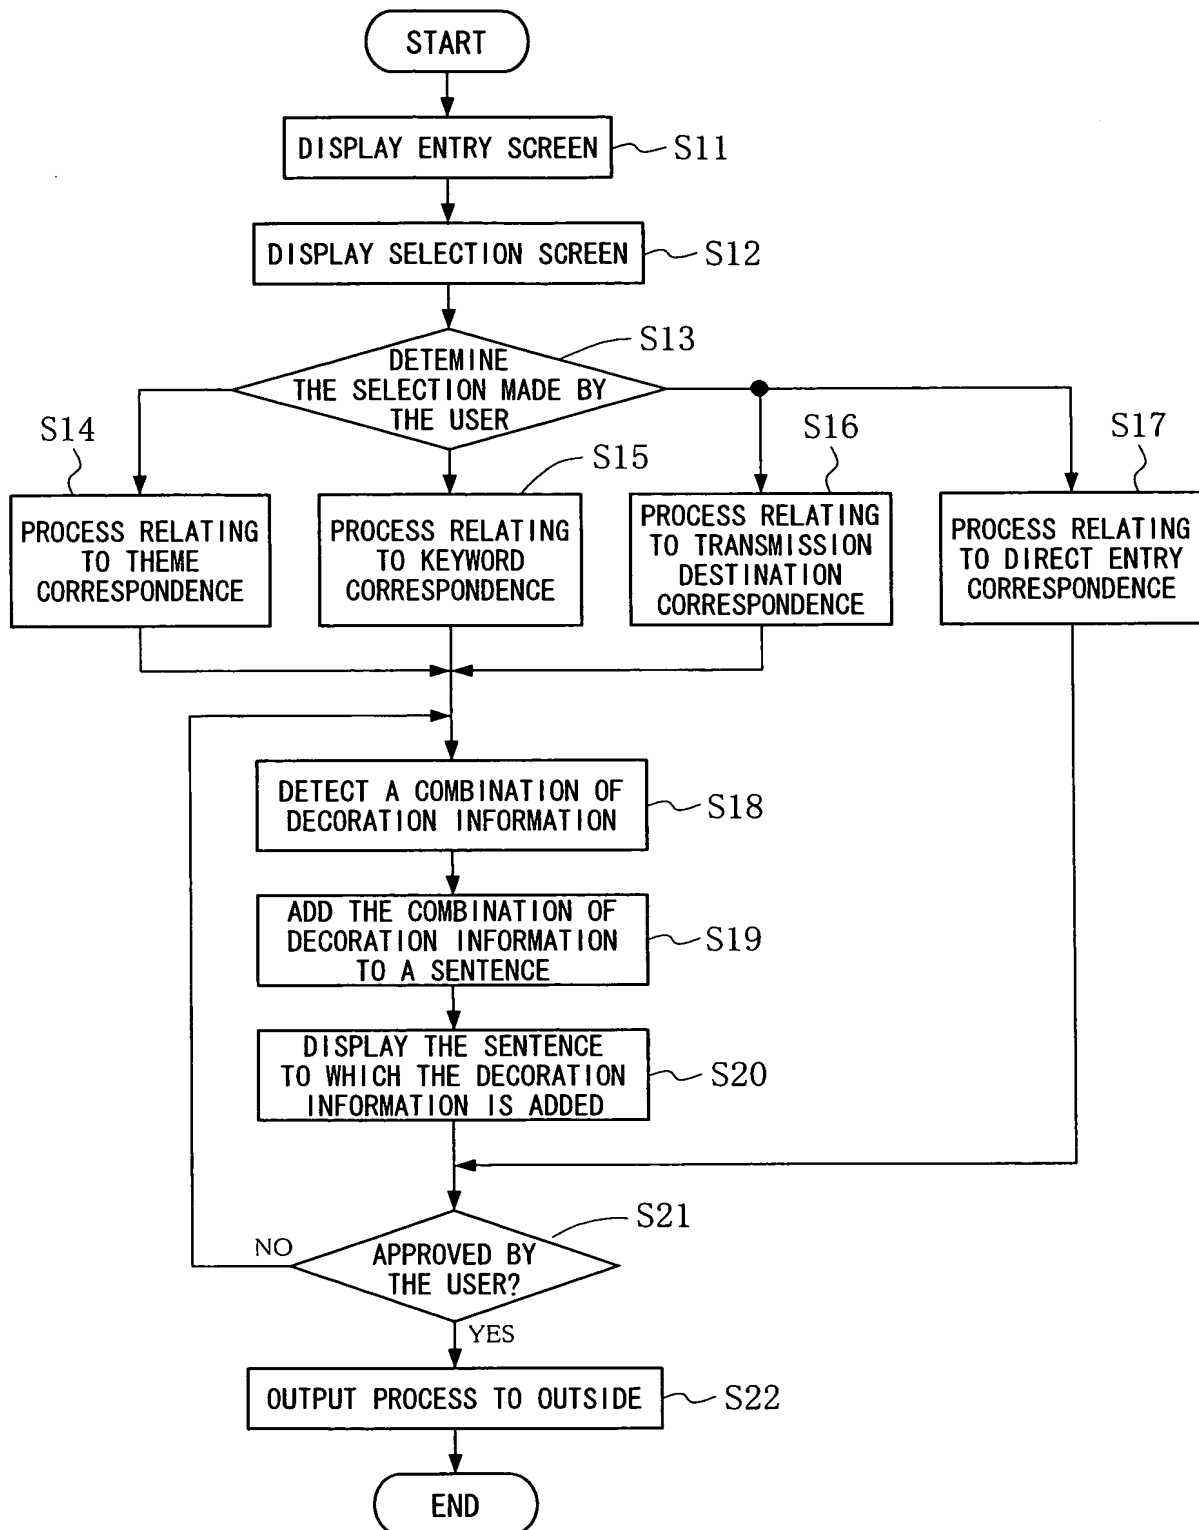 START
DISPLAY ENTRY SCREEN
S11
DISPLAY SELECTION SCREEN
S12
DETEMINE
THE SELECTION MADE BY
THE USER
S13
S14
PROCESS RELATING
TO THEME
CORRESPONDENCE
S15
PROCESS RELATING
TO KEYWORD
CORRESPONDENCE
S16
PROCESS RELATING
TO TRANSMISSION
DESTINATION
CORRESPONDENCE
S17
PROCESS RELATING
TO DIRECT ENTRY
CORRESPONDENCE
DETECT A COMBINATION OF
DECORATION INFORMATION
S18
ADD THE COMBINATION OF
DECORATION INFORMATION
TO A SENTENCE
S19
DISPLAY THE SENTENCE
TO WHICH THE DECORATION
INFORMATION IS ADDED
S20
S21
NO
APPROVED BY
THE USER?
YES
OUTPUT PROCESS TO OUTSIDE
S22
END